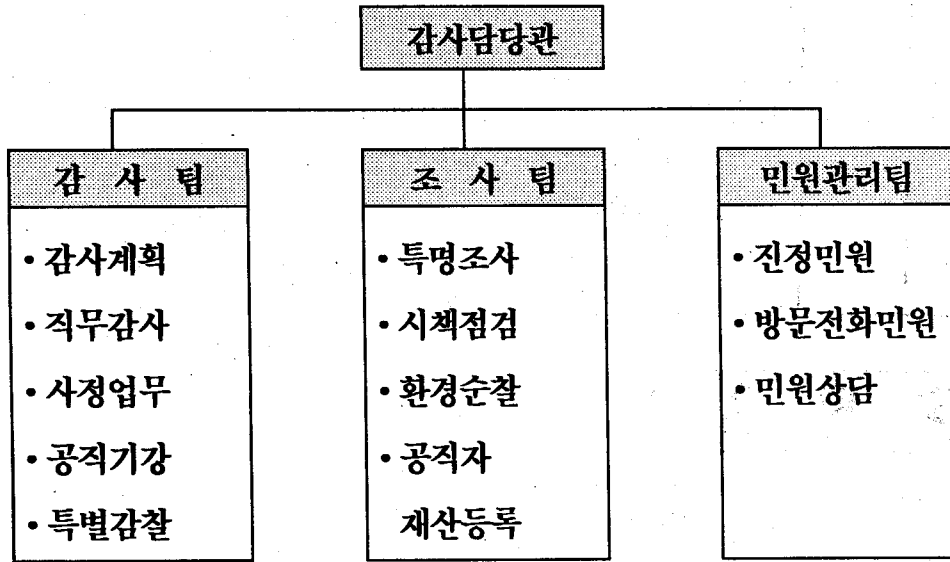 감사담당관
감 사 팀
• 감사계획
• 직무감사
• 사정업무
• 공직기강
• 특별감찰
조 사 팀
• 특명조사
• 시책점검
• 환경순찰
• 공직자
재산등록
민원관리팀
• 진정민원
• 방문전화민원
• 민원상담